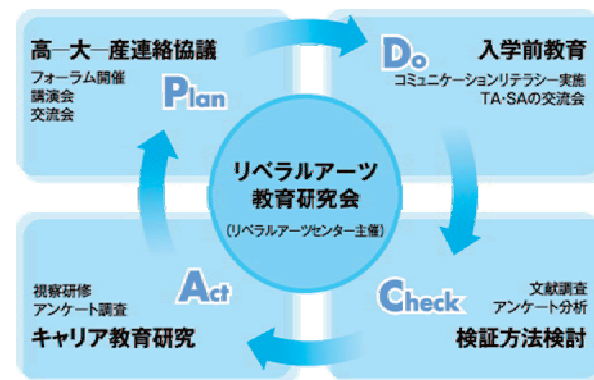 高―大―産連絡協議
フォーラム開催
講演会
交流会
Plan
Do
入学前教育
コミュニケーションリテラシー実施
TA・SAの交流会
リベラルアーツ
教育研究会
(リベラルアーツセンター主催)
視察研修
アンケート調査
キャリア教育研究
Act
Check
文献調査
アンケート分析
検証方法検討